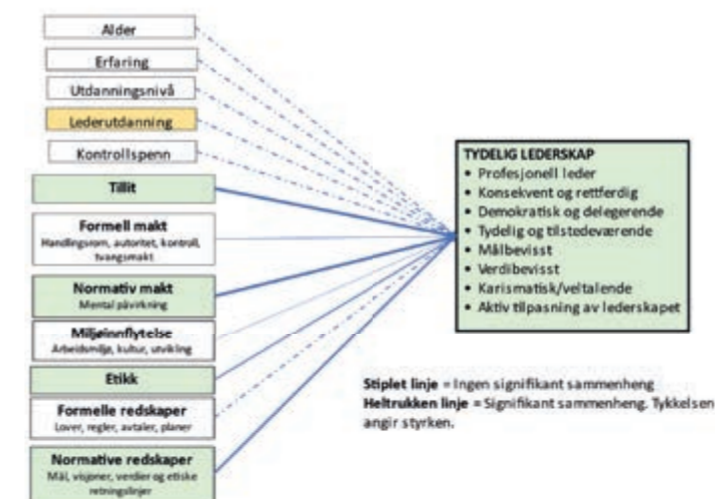 Alder
Erfaring
Utdanningsnivå
Lederutdanning
Kontrollspenn
Tillit
Formell makt
Handlingsrom, autoritet, kontroll,
tvangsmakt
Normativ makt
Mental påvirkning
Miljøinnflytelse
Arbeidsmiljø, kultur, utvikling
Etikk
Formelle redskaper
Lover, regler, avtaler, planer
Normative redskaper
Mål, visjoner, verdier og etiske
retningslinjer
TYDELIG LEDERSKAP
• Profesjonell leder
• Konsekvent og rettferdig
• Demokratisk og delegerende
• Tydelig og tilstedeværende
• Målbevisst
• Verdibevisst
• Karismatisk/veltalende
• Aktiv tilpasning av lederskapet
Stiplet linje = Ingen signifikant sammenheng
Heltrukken linje = Signifikant sammenheng. Tykkelsen
angir styrken.